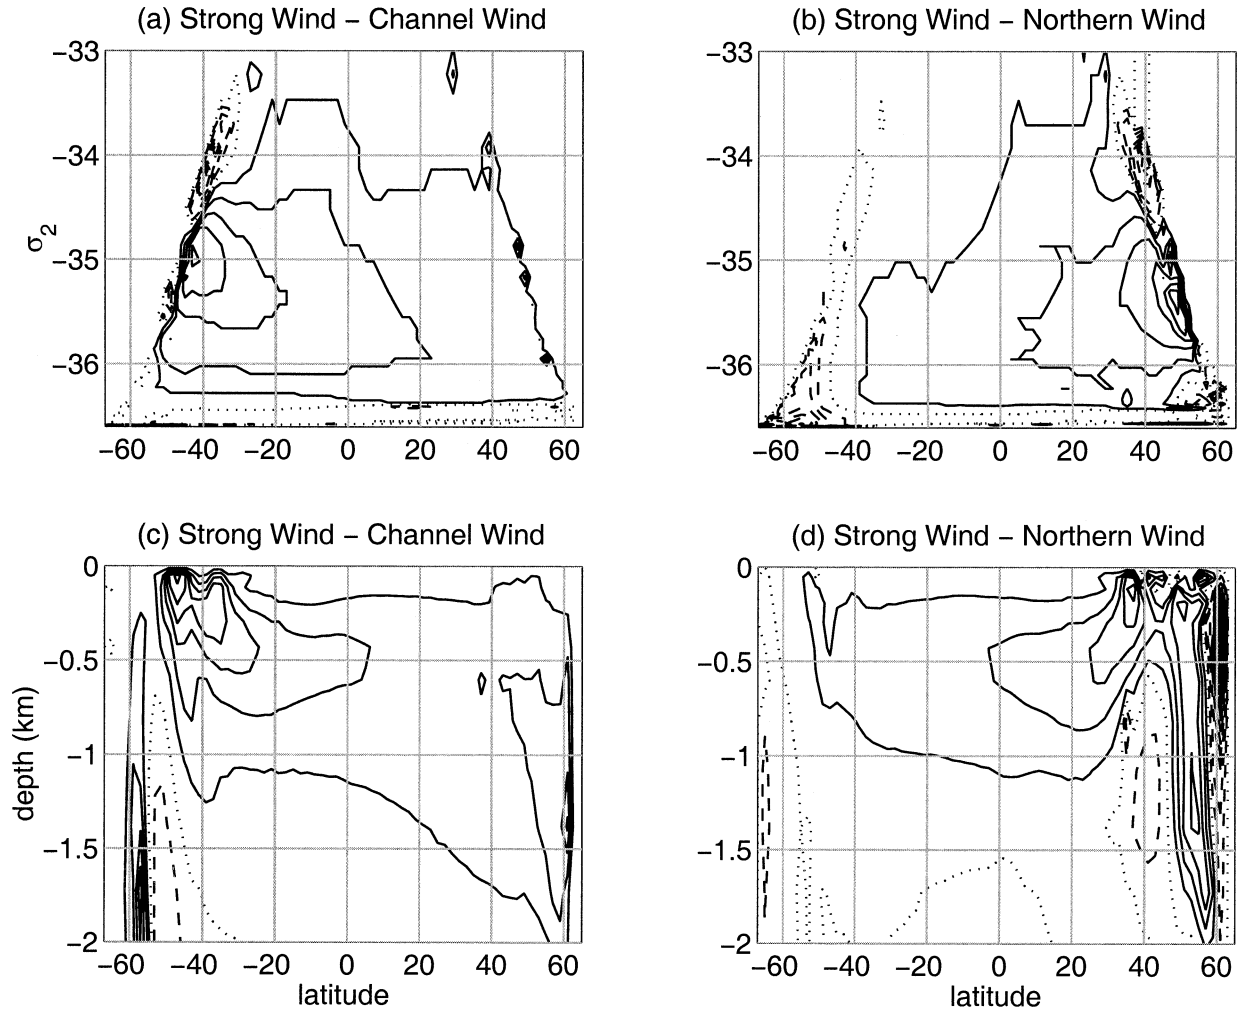 (a) Strong Wind – Channel Wind
(b) Strong Wind – Northern Wind
−33
−34
−35
−36
σ2
−60 −40 −20 0 20 40 60
−33
−34
−35
−36
−60 −40 −20 0 20 40 60
(c) Strong Wind – Channel Wind
(d) Strong Wind – Northern Wind
0
−0.5
−1
−1.5
−2
depth (km)
−60 −40 −20 0 20 40 60
latitude
0
−0.5
−1
−1.5
−2
−60 −40 −20 0 20 40 60
latitude